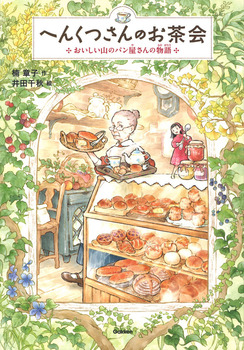 へんくつさんのお茶会
おいしい山のパン屋さんの物語
楠 章子 作
井田千秋 絵
Gakken